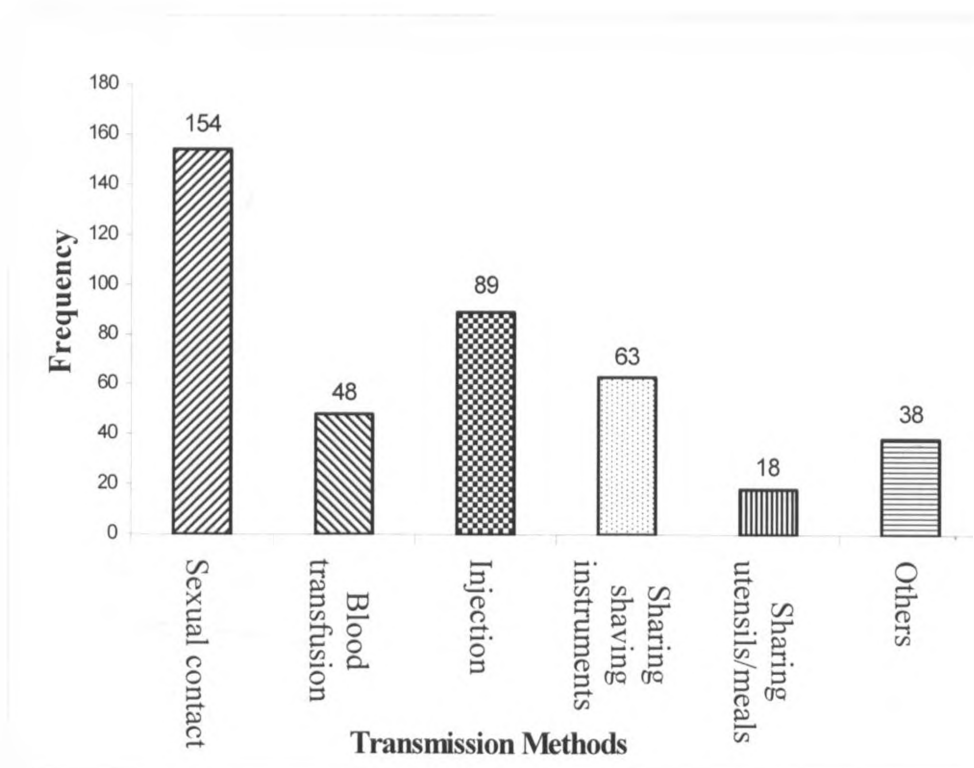 180
160
140
120
100
80
60
40
20
0
Frequency
154
48
89
63
18
38
Sexual contact
Blood
transfusion
Injection
Sharing
shaving
instruments
Sharing
utensils/meals
Others
Transmission Methods